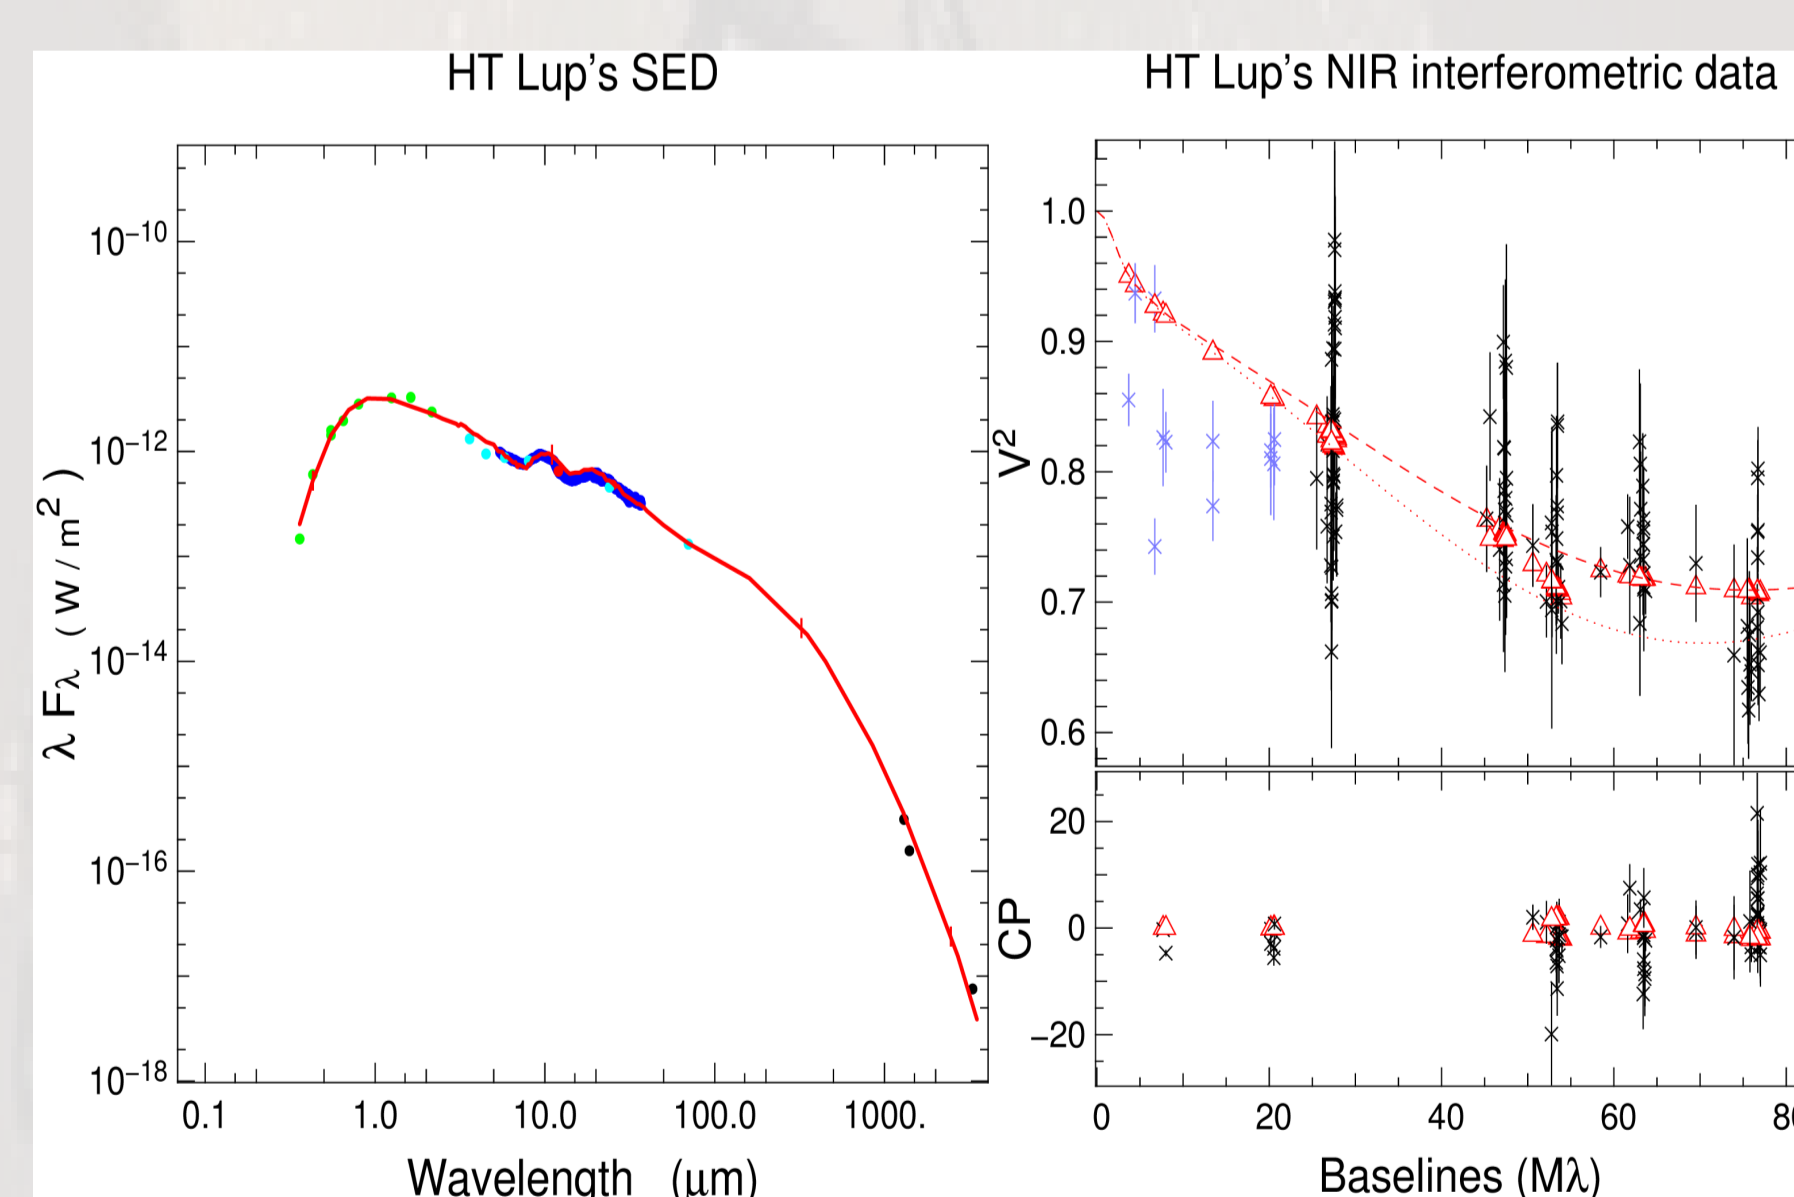 HT Lup's SED
10⁻¹⁰
10⁻¹²
10⁻¹⁴
10⁻¹⁶
10⁻¹⁸
λ Fλ ( W / m² )
0.1 1.0 10.0 100.0 1000.
Wavelength (μm)
HT Lup's NIR interferometric data
1.0
0.9
0.8
0.7
0.6
V²
20
0
−20
CP
0 20 40 60
Baselines (Mλ)